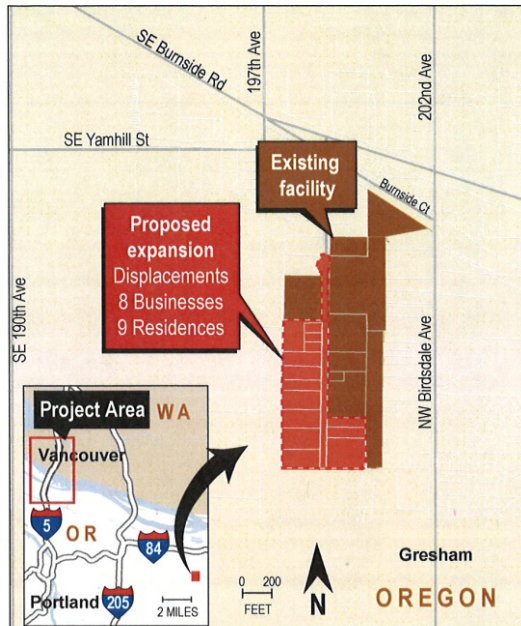 SE Burnside Rd
197th Ave
202nd Ave
SE Yamhill St
Existing
facility
Burnside Ct
Proposed
expansion
Displacements
8 Businesses
9 Residences
SE 190th Ave
NW Birdsdale Ave
Project Area
WA
Vancouver
5
OR
84
Portland
205
2 MILES
0 200
FEET
N
Gresham
OREGON